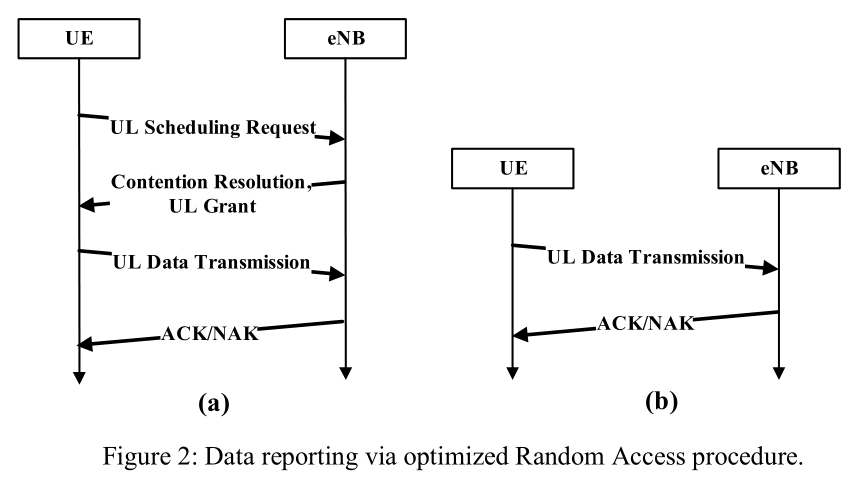 UE
eNB
UL Scheduling Request
Contention Resolution,
UL Grant
UL Data Transmission
ACK/NAK
(a)
UE
eNB
UL Data Transmission
ACK/NAK
(b)
Figure 2: Data reporting via optimized Random Access procedure.